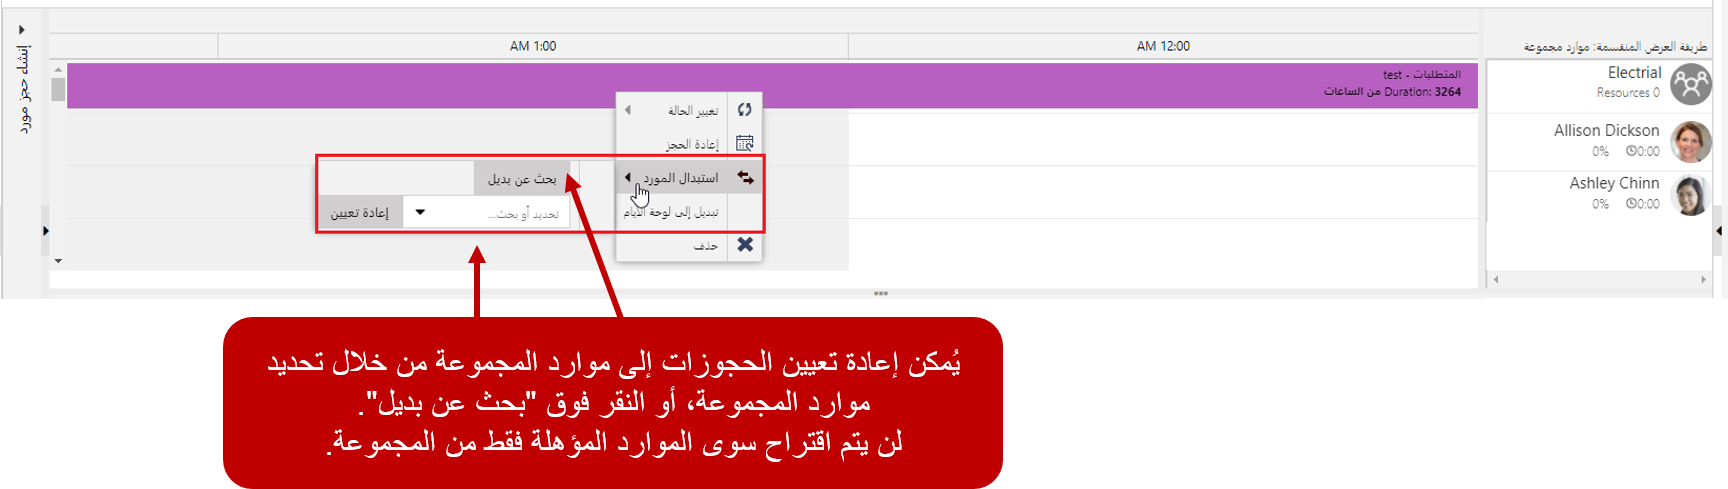 طريقة العرض المنقسمة: موارد مجموعة
12:00 AM
1:00 AM
إنشاء حجز مورد
Electrial
Resources 0
Allison Dickson
0% 0:00
Ashley Chinn
0% 0:00
المتطلبات - test
Duration: 3264 من الساعات
تغيير الحالة
إعادة الحجز
استبدال المورد
بحث عن بديل
تبديل إلى لوحة الأيام
تحديد أو بحث...
إعادة تعيين
حذف
يُمكن إعادة تعيين الحجوزات إلى موارد المجموعة من خلال تحديد
موارد المجموعة، أو النقر فوق "بحث عن بديل".
لن يتم اقتراح سوى الموارد المؤهلة فقط من المجموعة.